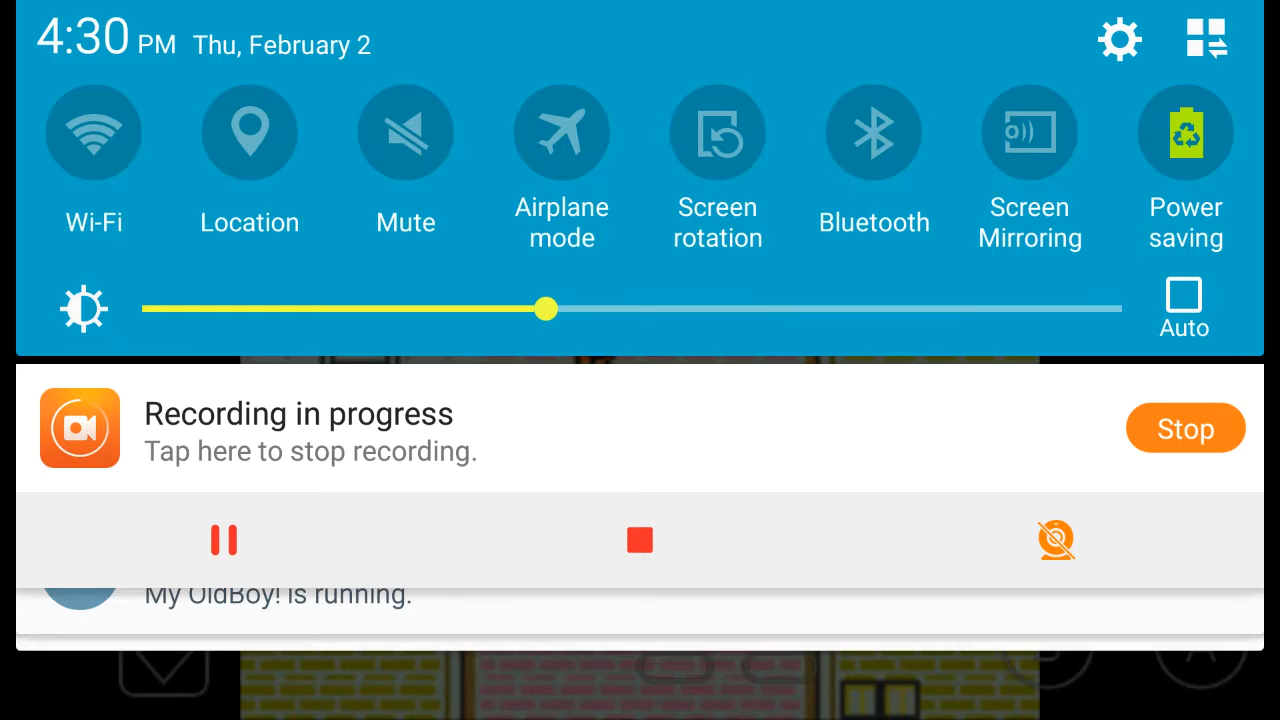 4:30 PM Thu, February 2
Wi-Fi
Location
Mute
Airplane
mode
Screen
rotation
Bluetooth
Screen
Mirroring
Power
saving
Auto
Recording in progress
Tap here to stop recording.
Stop
My OldBoy! is running.